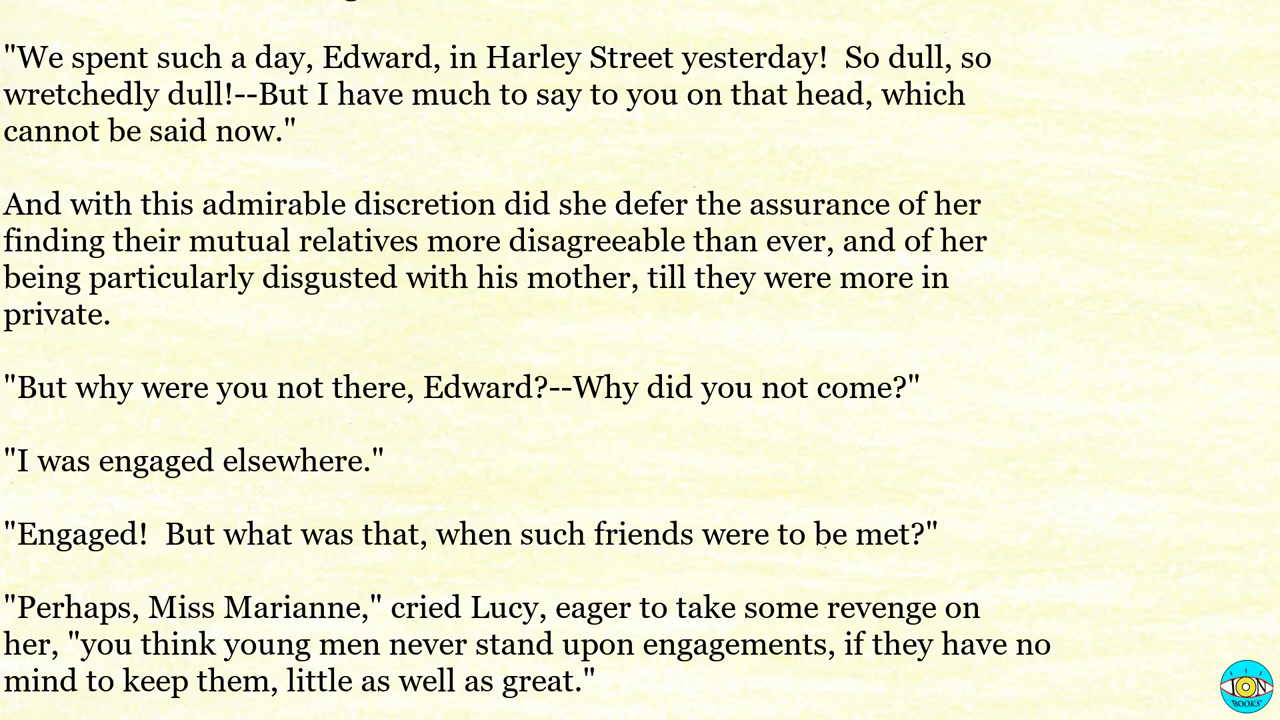 "We spent such a day, Edward, in Harley Street yesterday!  So dull, so
wretchedly dull!--But I have much to say to you on that head, which
cannot be said now."
And with this admirable discretion did she defer the assurance of her
finding their mutual relatives more disagreeable than ever, and of her
being particularly disgusted with his mother, till they were more in
private.
"But why were you not there, Edward?--Why did you not come?"
"I was engaged elsewhere."
"Engaged!  But what was that, when such friends were to be met?"
"Perhaps, Miss Marianne," cried Lucy, eager to take some revenge on
her, "you think young men never stand upon engagements, if they have no
mind to keep them, little as well as great."
ION
BOOKS